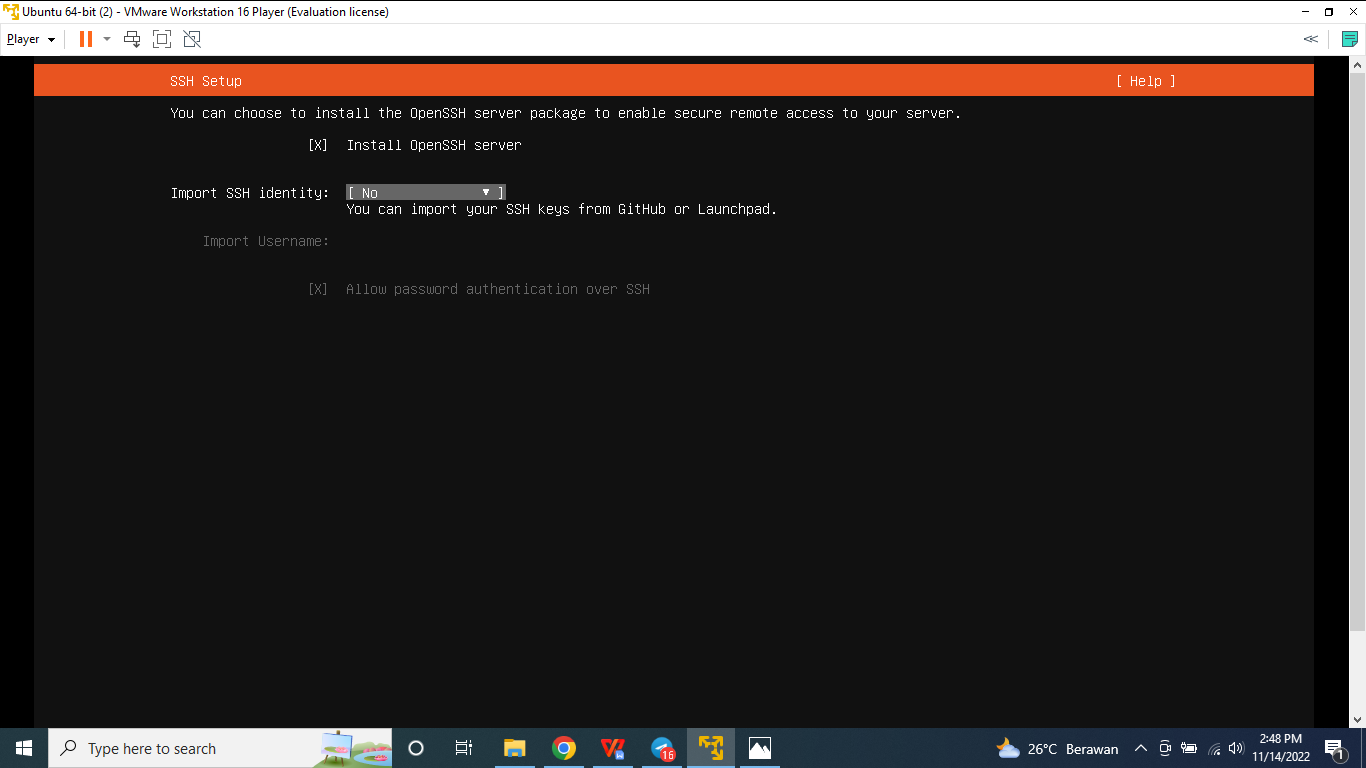 Ubuntu 64-bit (2) - VMware Workstation 16 Player (Evaluation license)
Player
SSH Setup [ Help ]
You can choose to install the OpenSSH server package to enable secure remote access to your server.
[X] Install OpenSSH server
Import SSH identity: [ No ▼ ]
You can import your SSH keys from GitHub or Launchpad.
Import Username:
[X] Allow password authentication over SSH
Type here to search
16
26°C Berawan
2:48 PM
11/14/2022
1